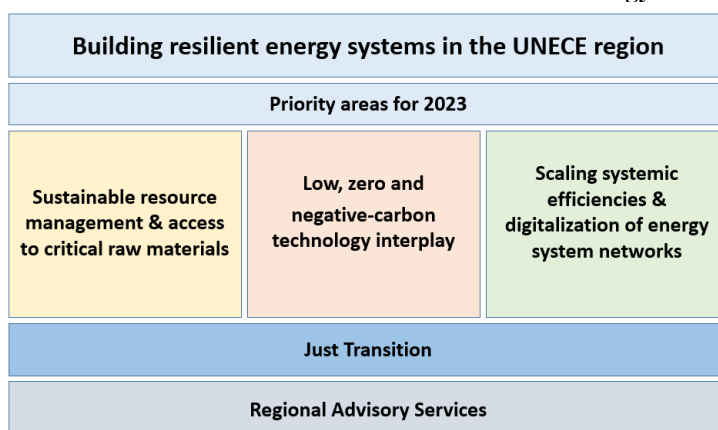 Building resilient energy systems in the UNECE region
Priority areas for 2023
Sustainable resource
management & access
to critical raw materials
Low, zero and
negative-carbon
technology interplay
Scaling systemic
efficiencies &
digitalization of energy
system networks
Just Transition
Regional Advisory Services